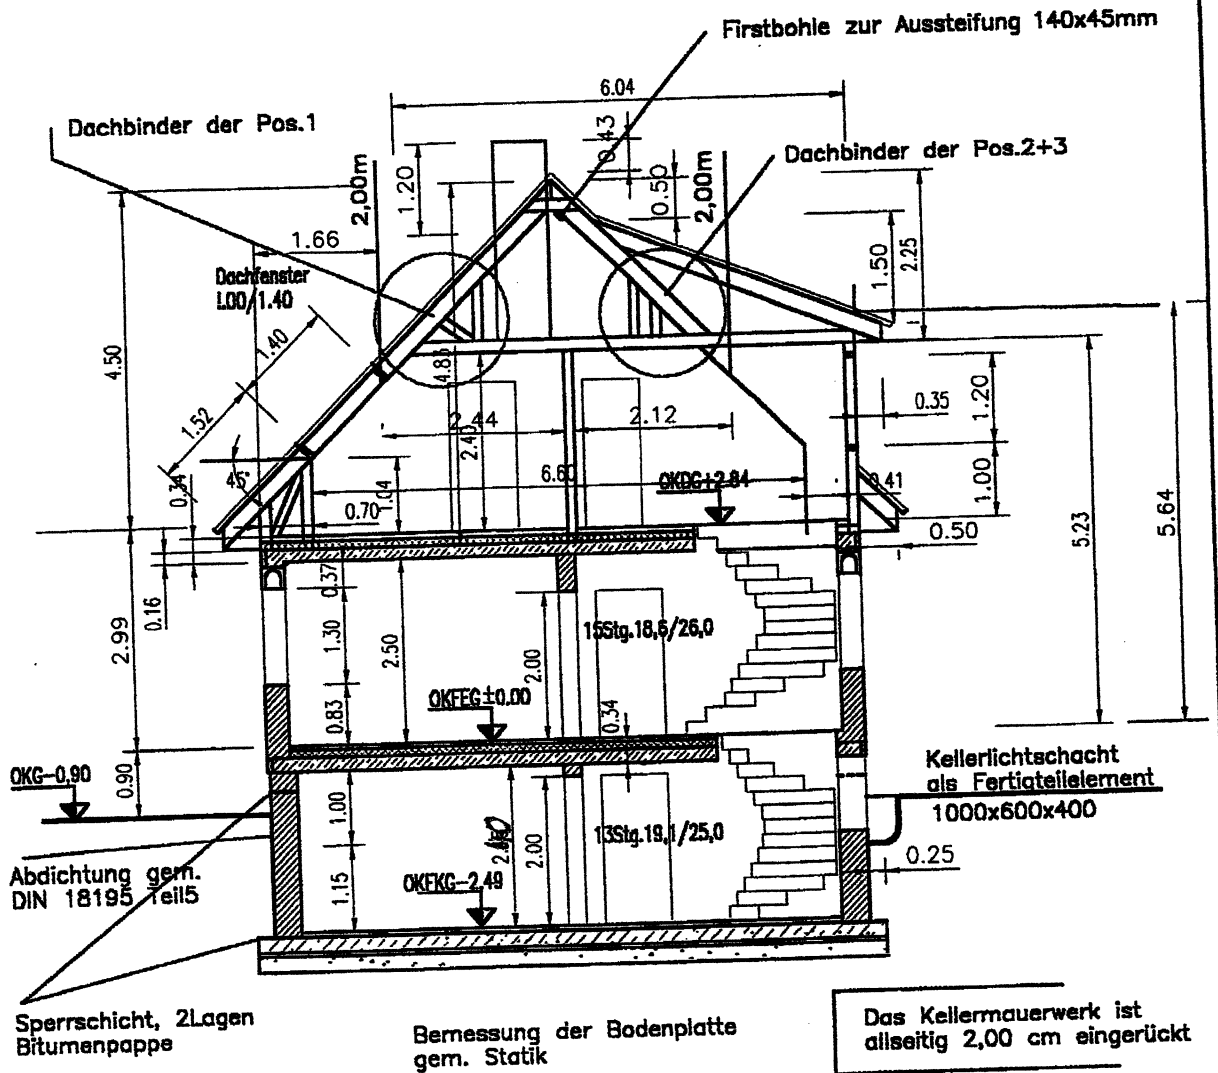 Firstbohle zur Aussteifung 140x45mm
6.04
Dachbinder der Pos.1
0.43
Dachbinder der Pos.2+3
2,00m
1.20
0.50
2,00m
1.66
1.50
2.25
Dachfenster
1.00/1.40
1.40
4.50
4.83
0.35
1.20
1.52
2.44
2.12
2.40
45°
6.60
0.34
1.04
OKDG+2.84
0.41
1.00
5.64
0.70
5.23
0.50
0.37
0.16
2.99
1.30
2.50
2.00
15Stg.18,6/26,0
OKFEG±0.00
0.83
0.34
OKG-0.90
0.90
Kellerlichtschacht
als Fertigteilelement
1000x600x400
1.00
2.00
13Stg.19,1/25,0
Abdichtung gem.
DIN 18195 Teil5
1.15
OKFKG-2.49
0.25
Sperrschicht, 2Lagen
Bitumenpappe
Bemessung der Bodenplatte
gem. Statik
Das Kellermauerwerk ist
allseitig 2,00 cm eingerückt